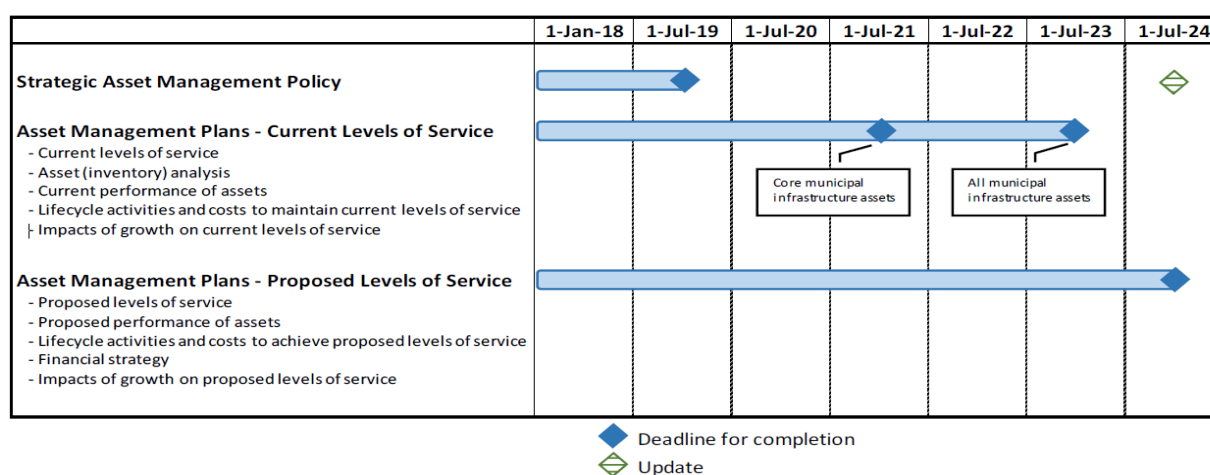 1-Jan-18 1-Jul-19 1-Jul-20 1-Jul-21 1-Jul-22 1-Jul-23 1-Jul-24
Strategic Asset Management Policy
Asset Management Plans - Current Levels of Service
- Current levels of service
- Asset (inventory) analysis
- Current performance of assets
- Lifecycle activities and costs to maintain current levels of service
- Impacts of growth on current levels of service
Core municipal
infrastructure assets
All municipal
infrastructure assets
Asset Management Plans - Proposed Levels of Service
- Proposed levels of service
- Proposed performance of assets
- Lifecycle activities and costs to achieve proposed levels of service
- Financial strategy
- Impacts of growth on proposed levels of service
Deadline for completion
Update